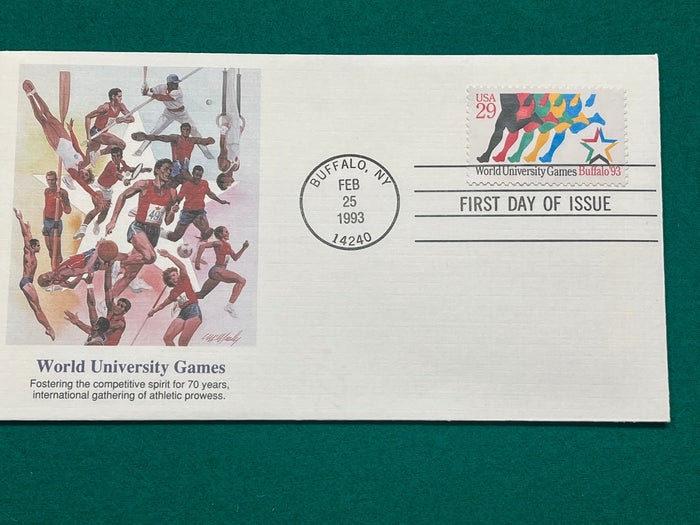 USA
29
World University Games Buffalo '93
BUFFALO, NY
FEB
25
1993
14240
FIRST DAY OF ISSUE
World University Games
Fostering the competitive spirit for 70 years,
international gathering of athletic prowess.